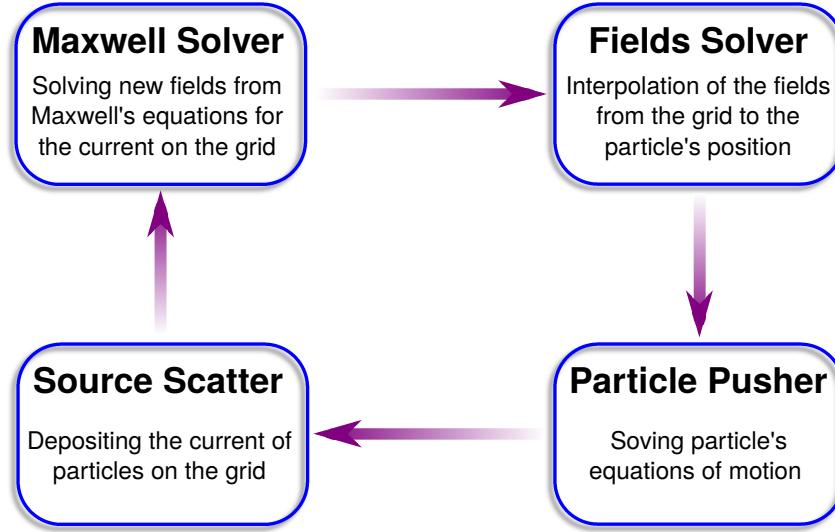 Maxwell Solver
Solving new fields from
Maxwell's equations for
the current on the grid
Fields Solver
Interpolation of the fields
from the grid to the
particle's position
Source Scatter
Depositing the current of
particles on the grid
Particle Pusher
Soving particle's
equations of motion